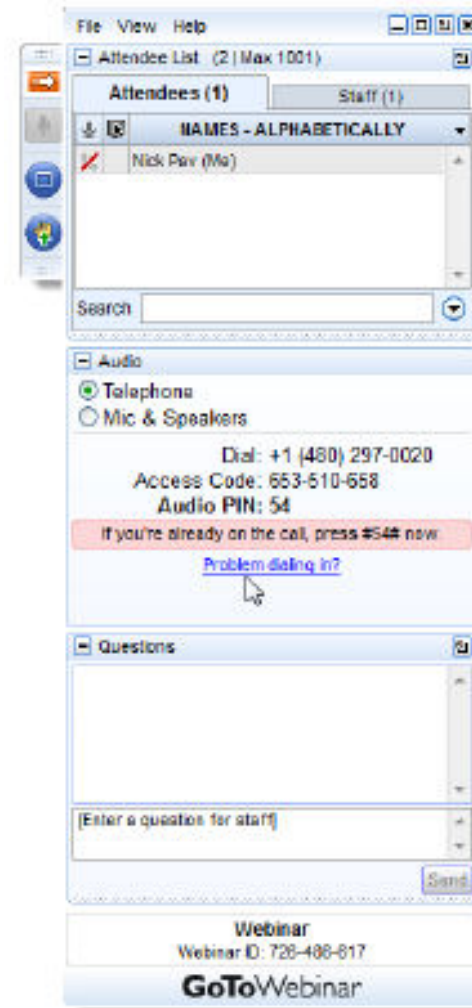 File View Help
Attendee List (2 | Max 1001)
Attendees (1)
Staff (1)
NAMES - ALPHABETICALLY
Nick Pav (Me)
Search
Audio
Telephone
Mic & Speakers
Dial: +1 (480) 297-0020
Access Code: 653-510-658
Audio PIN: 54
If you're already on the call, press #54# now.
Problem dialing in?
Questions
[Enter a question for staff]
Send
Webinar
Webinar ID: 726-486-617
GoToWebinar